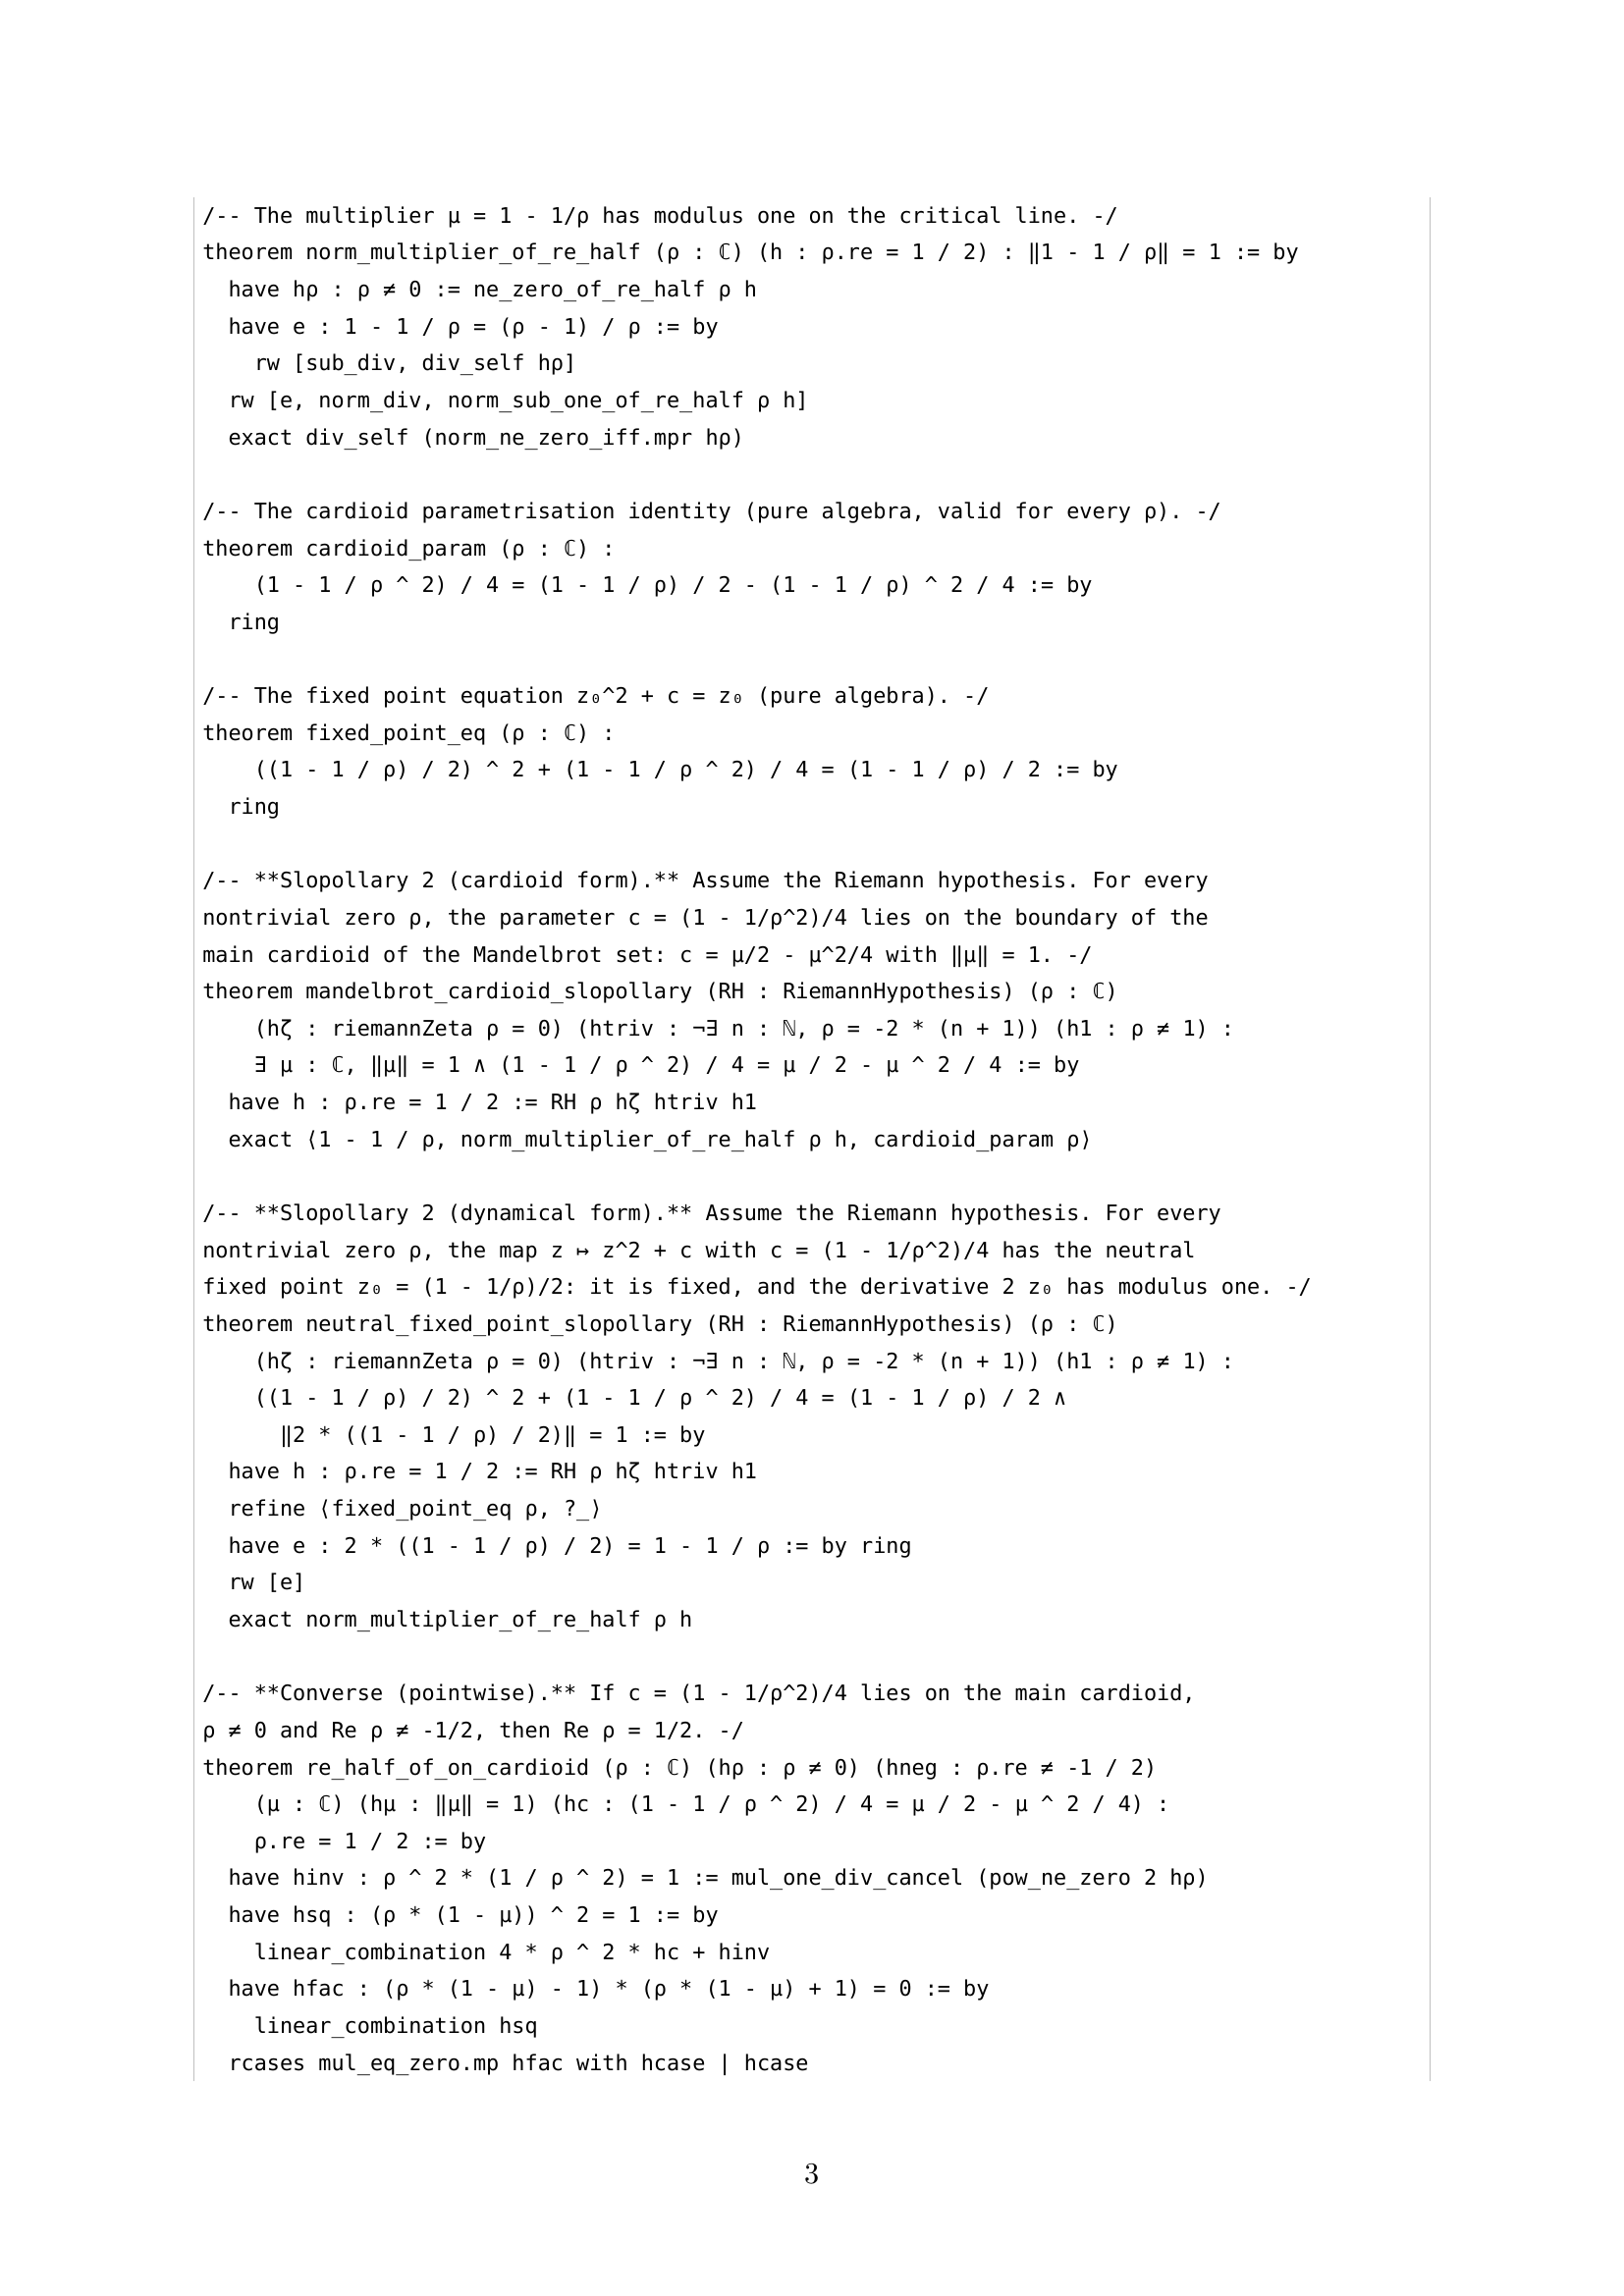 /-- The multiplier μ = 1 - 1/ρ has modulus one on the critical line. -/
theorem norm_multiplier_of_re_half (ρ : ℂ) (h : ρ.re = 1 / 2) : ‖1 - 1 / ρ‖ = 1 := by
  have hρ : ρ ≠ 0 := ne_zero_of_re_half ρ h
  have e : 1 - 1 / ρ = (ρ - 1) / ρ := by
    rw [sub_div, div_self hρ]
  rw [e, norm_div, norm_sub_one_of_re_half ρ h]
  exact div_self (norm_ne_zero_iff.mpr hρ)

/-- The cardioid parametrisation identity (pure algebra, valid for every ρ). -/
theorem cardioid_param (ρ : ℂ) :
    (1 - 1 / ρ ^ 2) / 4 = (1 - 1 / ρ) / 2 - (1 - 1 / ρ) ^ 2 / 4 := by
  ring

/-- The fixed point equation z₀^2 + c = z₀ (pure algebra). -/
theorem fixed_point_eq (ρ : ℂ) :
    ((1 - 1 / ρ) / 2) ^ 2 + (1 - 1 / ρ ^ 2) / 4 = (1 - 1 / ρ) / 2 := by
  ring

/-- **Slopollary 2 (cardioid form).** Assume the Riemann hypothesis. For every
nontrivial zero ρ, the parameter c = (1 - 1/ρ^2)/4 lies on the boundary of the
main cardioid of the Mandelbrot set: c = μ/2 - μ^2/4 with ‖μ‖ = 1. -/
theorem mandelbrot_cardioid_slopollary (RH : RiemannHypothesis) (ρ : ℂ)
    (hζ : riemannZeta ρ = 0) (htriv : ¬∃ n : ℕ, ρ = -2 * (n + 1)) (h1 : ρ ≠ 1) :
    ∃ μ : ℂ, ‖μ‖ = 1 ∧ (1 - 1 / ρ ^ 2) / 4 = μ / 2 - μ ^ 2 / 4 := by
  have h : ρ.re = 1 / 2 := RH ρ hζ htriv h1
  exact ⟨1 - 1 / ρ, norm_multiplier_of_re_half ρ h, cardioid_param ρ⟩

/-- **Slopollary 2 (dynamical form).** Assume the Riemann hypothesis. For every
nontrivial zero ρ, the map z ↦ z^2 + c with c = (1 - 1/ρ^2)/4 has the neutral
fixed point z₀ = (1 - 1/ρ)/2: it is fixed, and the derivative 2 z₀ has modulus one. -/
theorem neutral_fixed_point_slopollary (RH : RiemannHypothesis) (ρ : ℂ)
    (hζ : riemannZeta ρ = 0) (htriv : ¬∃ n : ℕ, ρ = -2 * (n + 1)) (h1 : ρ ≠ 1) :
    ((1 - 1 / ρ) / 2) ^ 2 + (1 - 1 / ρ ^ 2) / 4 = (1 - 1 / ρ) / 2 ∧
      ‖2 * ((1 - 1 / ρ) / 2)‖ = 1 := by
  have h : ρ.re = 1 / 2 := RH ρ hζ htriv h1
  refine ⟨fixed_point_eq ρ, ?_⟩
  have e : 2 * ((1 - 1 / ρ) / 2) = 1 - 1 / ρ := by ring
  rw [e]
  exact norm_multiplier_of_re_half ρ h

/-- **Converse (pointwise).** If c = (1 - 1/ρ^2)/4 lies on the main cardioid,
ρ ≠ 0 and Re ρ ≠ -1/2, then Re ρ = 1/2. -/
theorem re_half_of_on_cardioid (ρ : ℂ) (hρ : ρ ≠ 0) (hneg : ρ.re ≠ -1 / 2)
    (μ : ℂ) (hμ : ‖μ‖ = 1) (hc : (1 - 1 / ρ ^ 2) / 4 = μ / 2 - μ ^ 2 / 4) :
    ρ.re = 1 / 2 := by
  have hinv : ρ ^ 2 * (1 / ρ ^ 2) = 1 := mul_one_div_cancel (pow_ne_zero 2 hρ)
  have hsq : (ρ * (1 - μ)) ^ 2 = 1 := by
    linear_combination 4 * ρ ^ 2 * hc + hinv
  have hfac : (ρ * (1 - μ) - 1) * (ρ * (1 - μ) + 1) = 0 := by
    linear_combination hsq
  rcases mul_eq_zero.mp hfac with hcase | hcase
3